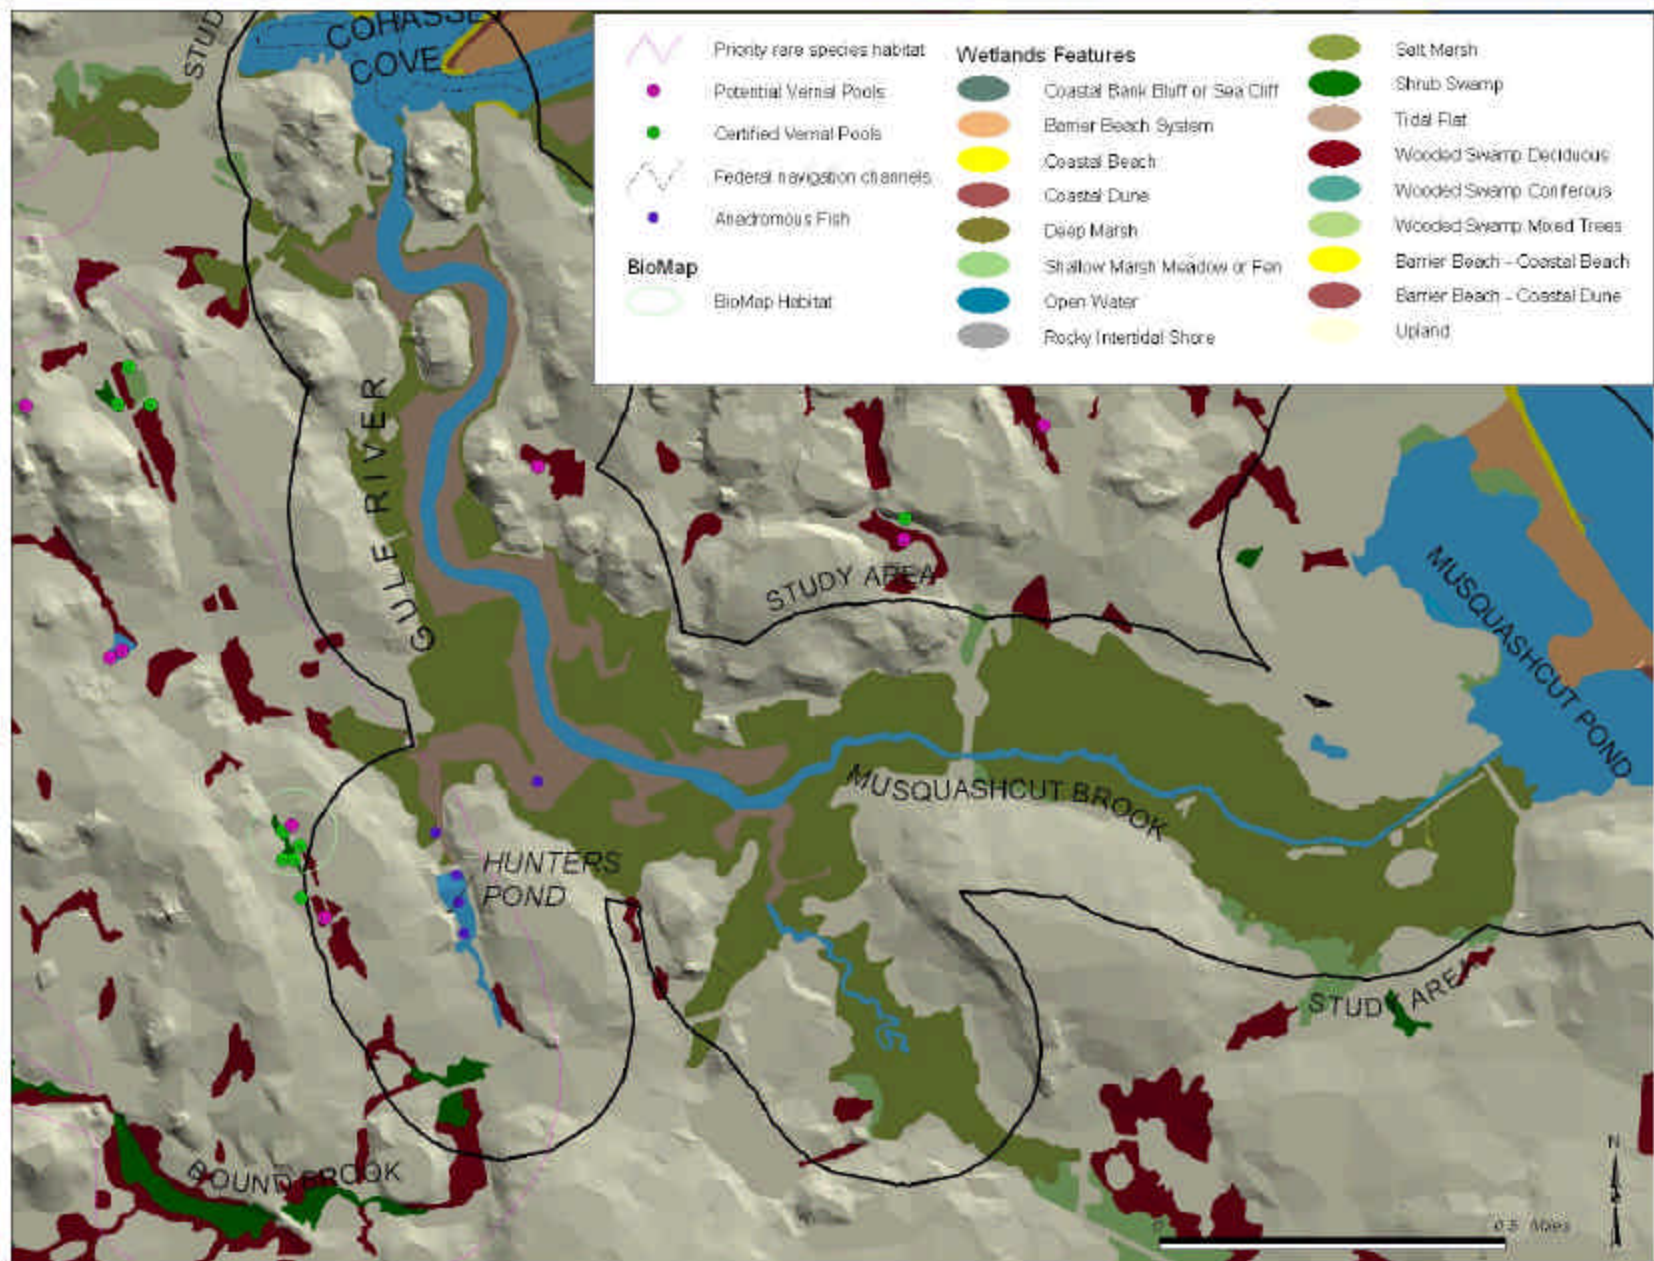 STUD
COHASSE
COVE
Priority rare species habitat
Potential Vernal Pools
Certified Vernal Pools
Federal navigation channels
Anadromous Fish
BioMap
BioMap Habitat
Wetlands Features
Coastal Bank Bluff or Sea Cliff
Barrier Beach System
Coastal Beach
Coastal Dune
Deep Marsh
Shallow Marsh Meadow or Fen
Open Water
Rocky Intertidal Shore
Salt Marsh
Shrub Swamp
Tidal Flat
Wooded Swamp Deciduous
Wooded Swamp Coniferous
Wooded Swamp Mixed Trees
Barrier Beach - Coastal Beach
Barrier Beach - Coastal Dune
Upland
GULF RIVER
STUDY AREA
MUSQUASHCUT POND
MUSQUASHCUT BROOK
HUNTERS
POND
STUDY AREA
BOUND BROOK
N
0 0.5 Miles